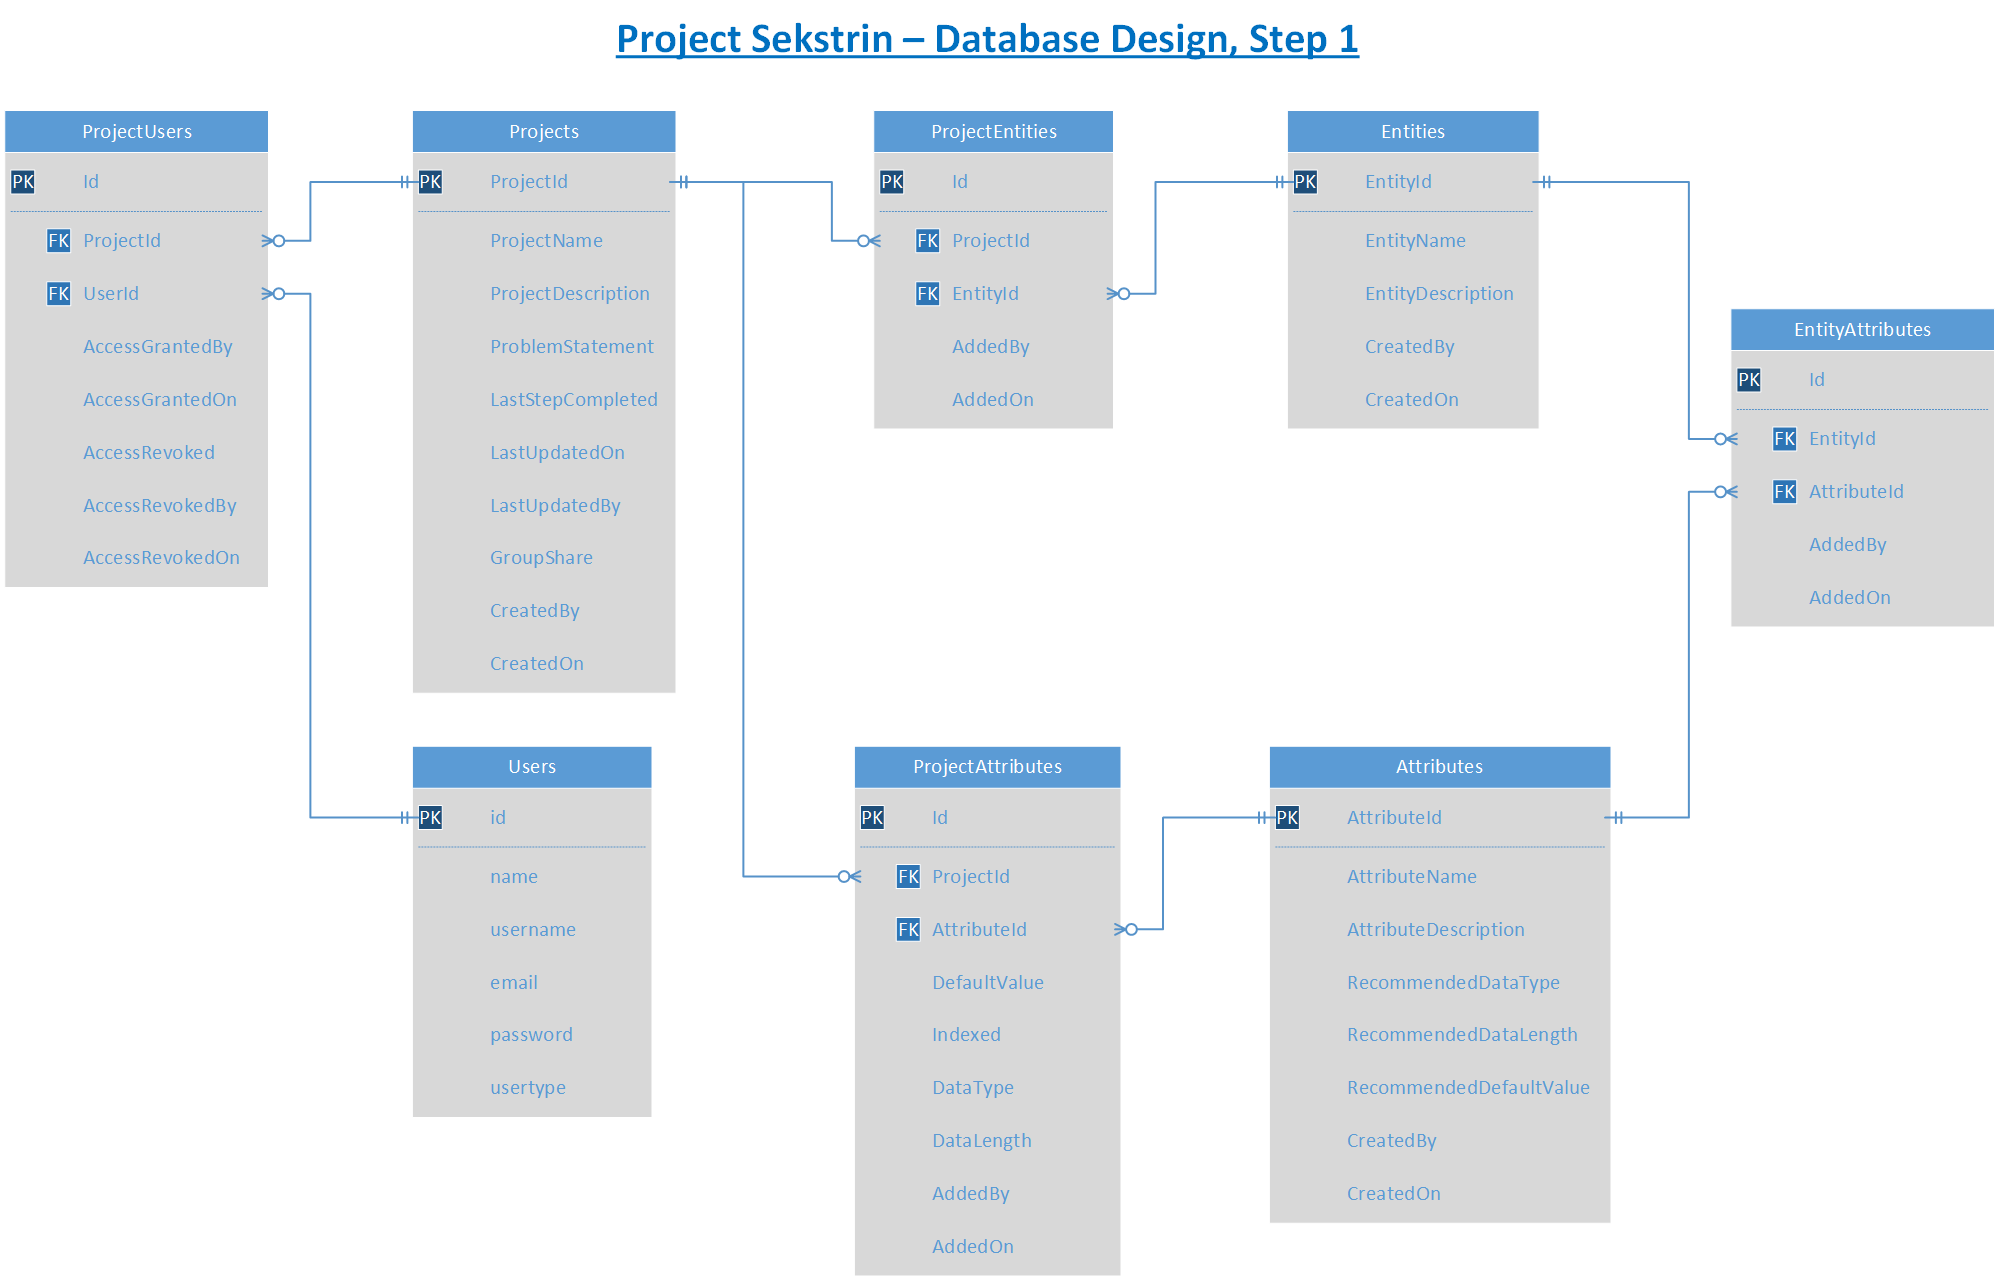 Project Sekstrin – Database Design, Step 1
ProjectUsers
PK Id
FK ProjectId
FK UserId
AccessGrantedBy
AccessGrantedOn
AccessRevoked
AccessRevokedBy
AccessRevokedOn
Projects
PK ProjectId
ProjectName
ProjectDescription
ProblemStatement
LastStepCompleted
LastUpdatedOn
LastUpdatedBy
GroupShare
CreatedBy
CreatedOn
ProjectEntities
PK Id
FK ProjectId
FK EntityId
AddedBy
AddedOn
Entities
PK EntityId
EntityName
EntityDescription
CreatedBy
CreatedOn
EntityAttributes
PK Id
FK EntityId
FK AttributeId
AddedBy
AddedOn
Users
PK id
name
username
email
password
usertype
ProjectAttributes
PK Id
FK ProjectId
FK AttributeId
DefaultValue
Indexed
DataType
DataLength
AddedBy
AddedOn
Attributes
PK AttributeId
AttributeName
AttributeDescription
RecommendedDataType
RecommendedDataLength
RecommendedDefaultValue
CreatedBy
CreatedOn